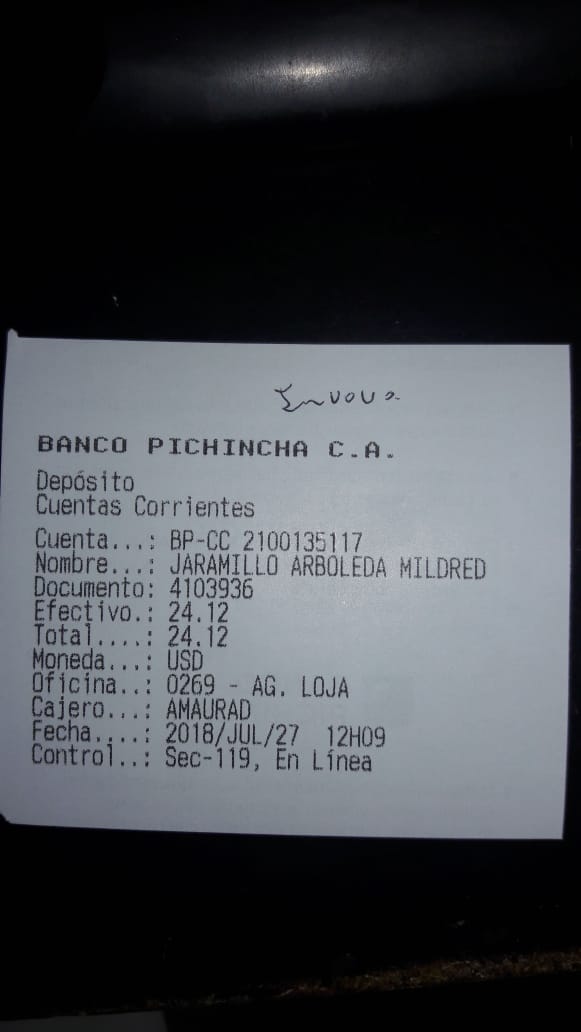 BANCO PICHINCHA C.A.
Depósito
Cuentas Corrientes
Cuenta...: BP-CC 2100135117
Nombre...: JARAMILLO ARBOLEDA MILDRED
Documento: 4103936
Efectivo.: 24.12
Total....: 24.12
Moneda...: USD
Oficina..: 0269 - AG. LOJA
Cajero...: AMAURAD
Fecha....: 2018/JUL/27 12H09
Control..: Sec-119, En Línea